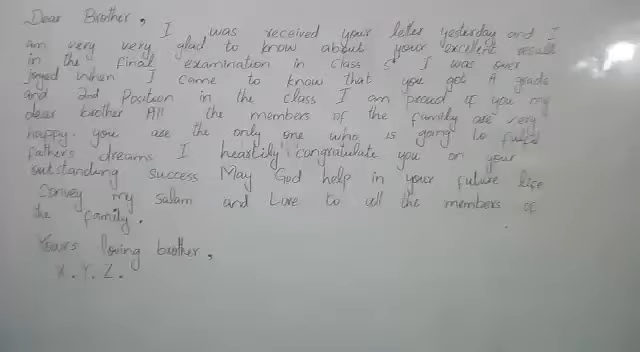 Dear Brother,
I was received your letter yesterday and I
am very very glad to know about your excellent result
in the final examination in class 5 I was over
joyed when I came to know that you got A grade
and 2nd Position in the class I am proud of you my
dear brother All the members of the family are very
happy. you are the only one who is going to fulfil
fathers dreams I heartily congratulate you on your
outstanding success May God help in your future life
Convey my salam and Love to all the members of
the family.
Yours loving brother,
X.Y.Z.